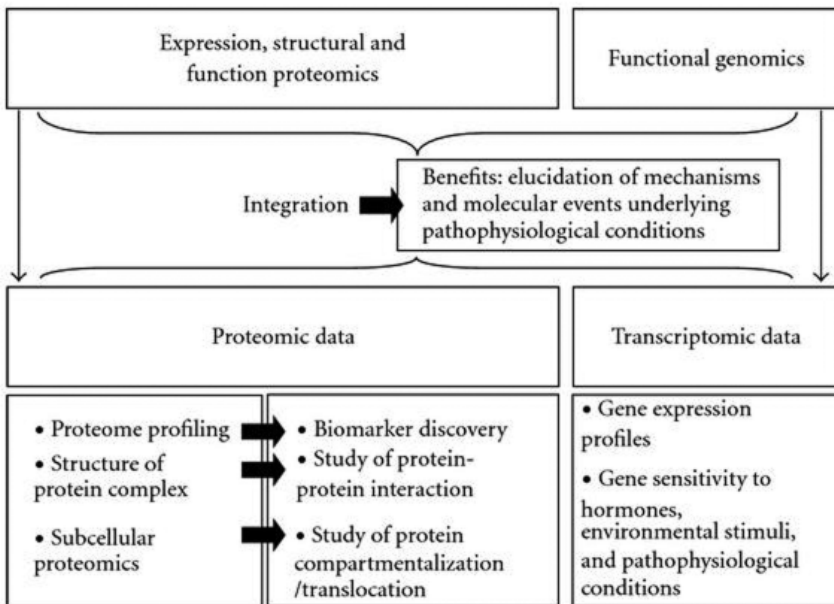 Expression, structural and
function proteomics
Functional genomics
Integration
Benefits: elucidation of mechanisms
and molecular events underlying
pathophysiological conditions
Proteomic data
Transcriptomic data
• Proteome profiling
• Structure of
protein complex
• Subcellular
proteomics
• Biomarker discovery
• Study of protein-
protein interaction
• Study of protein
compartmentalization
/translocation
• Gene expression
profiles
• Gene sensitivity to
hormones,
environmental stimuli,
and pathophysiological
conditions